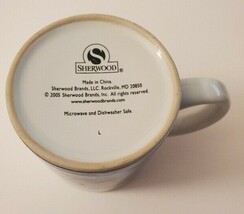 S
SHERWOOD®
Made in China.
Sherwood Brands, LLC. Rockville, MD 20850
© 2005 Sherwood Brands, Inc. All rights reserved.
www.sherwoodbrands.com
Microwave and Dishwasher Safe.
L